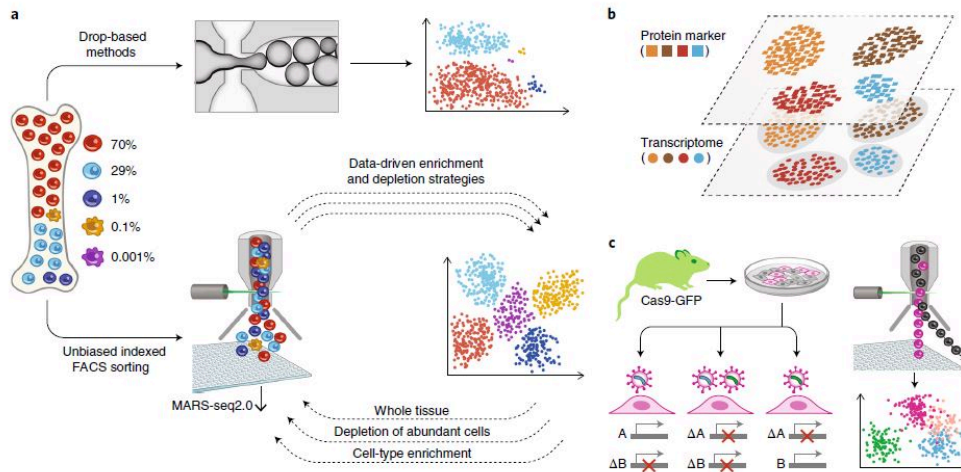 a
Drop-based
methods
70%
29%
1%
0.1%
0.001%
Data-driven enrichment
and depletion strategies
Unbiased indexed
FACS sorting
MARS-seq2.0
Whole tissue
Depletion of abundant cells
Cell-type enrichment
b
Protein marker
( )
Transcriptome
( )
c
Cas9-GFP
A
ΔA
ΔA
ΔB
ΔB
B